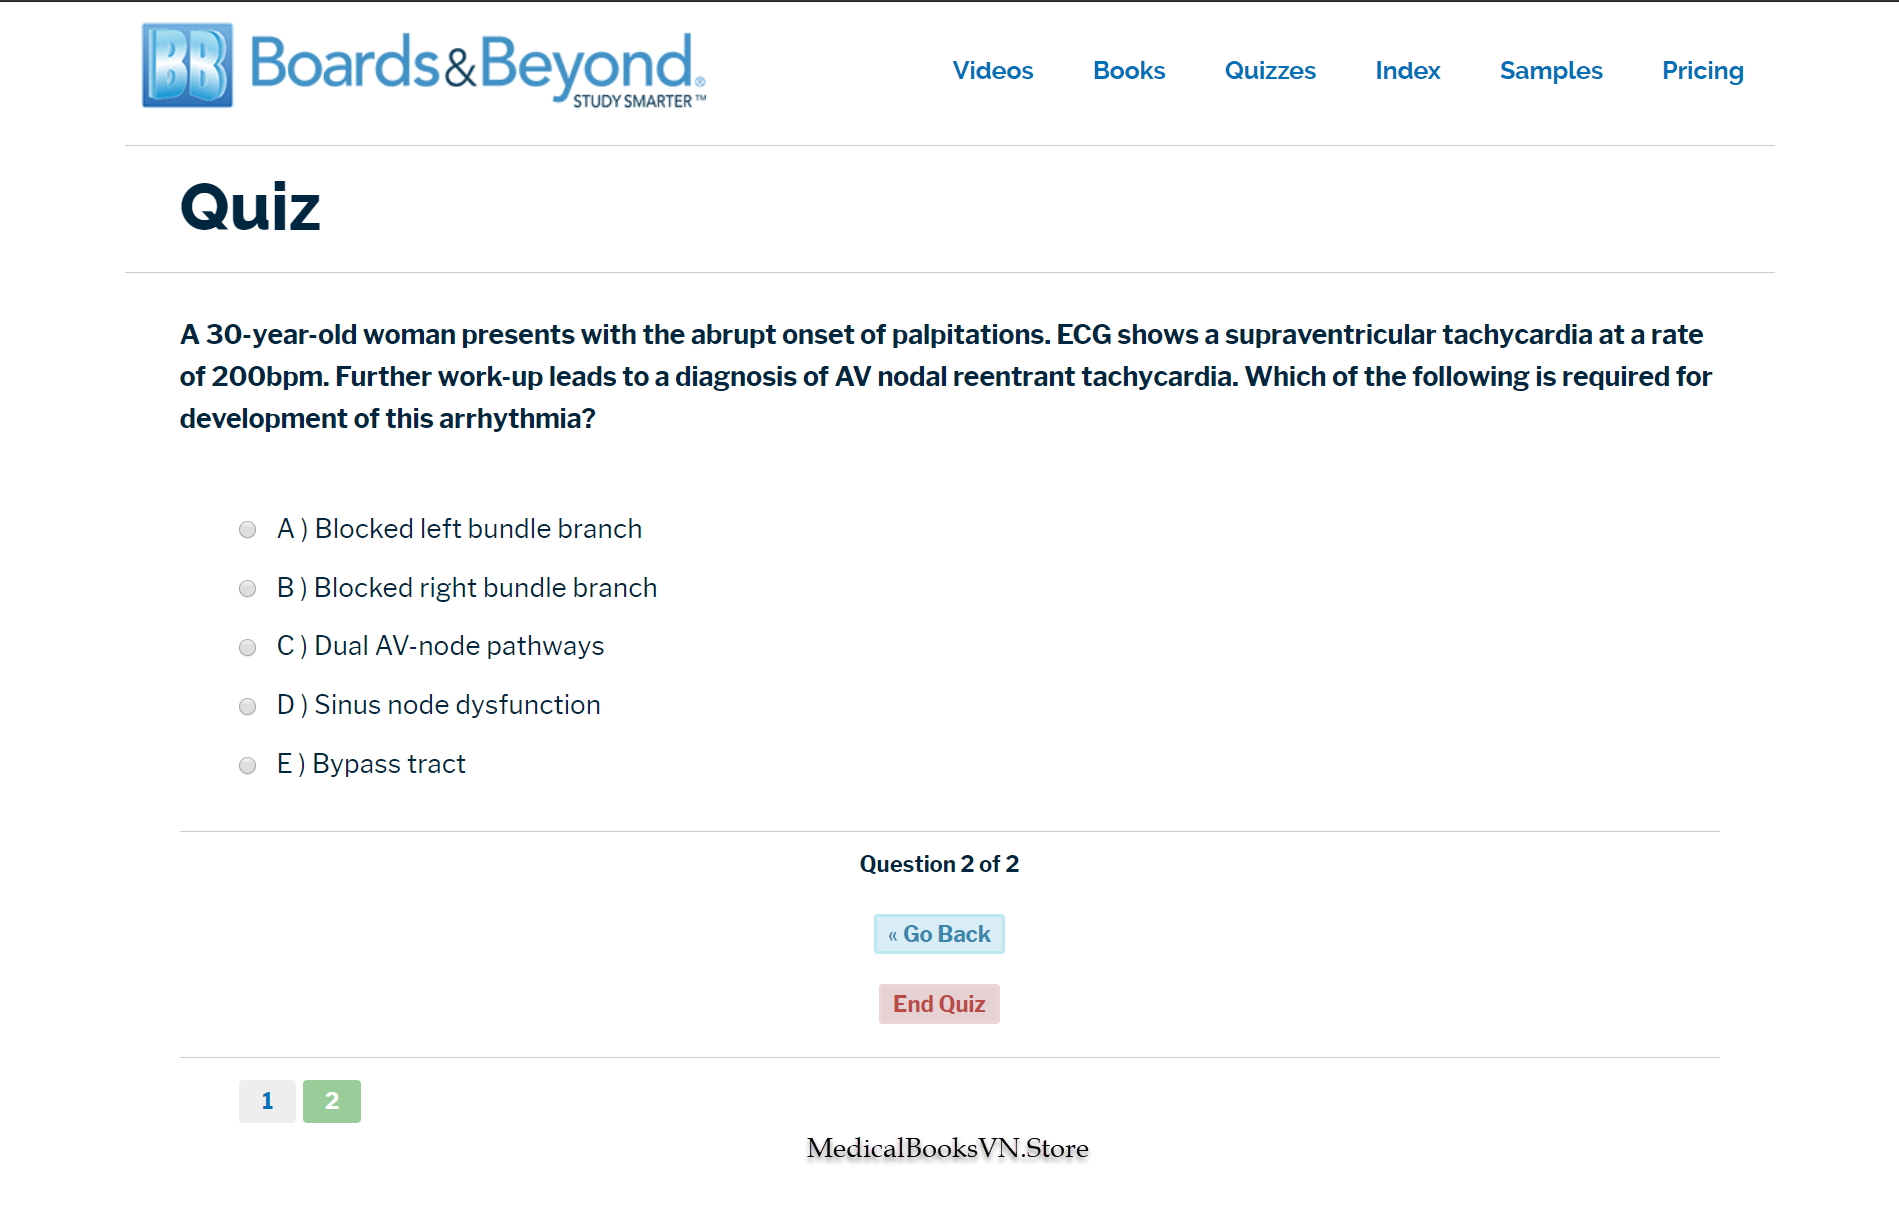 BB Boards&Beyond®
STUDY SMARTER™
Videos Books Quizzes Index Samples Pricing
Quiz
A 30-year-old woman presents with the abrupt onset of palpitations. ECG shows a supraventricular tachycardia at a rate
of 200bpm. Further work-up leads to a diagnosis of AV nodal reentrant tachycardia. Which of the following is required for
development of this arrhythmia?
A ) Blocked left bundle branch
B ) Blocked right bundle branch
C ) Dual AV-node pathways
D ) Sinus node dysfunction
E ) Bypass tract
Question 2 of 2
« Go Back
End Quiz
1 2
MedicalBooksVN.Store